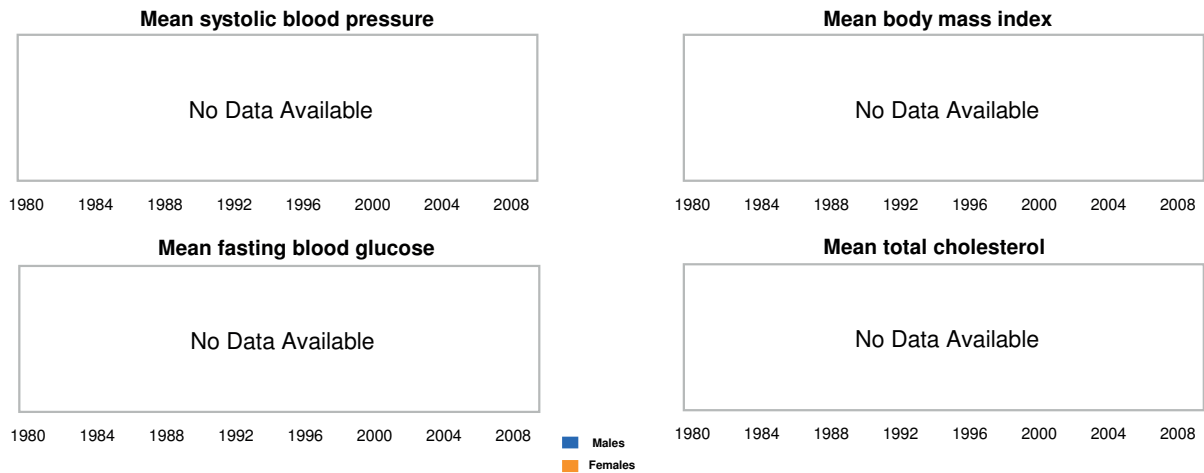 Mean systolic blood pressure
No Data Available
1980 1984 1988 1992 1996 2000 2004 2008
Mean body mass index
No Data Available
1980 1984 1988 1992 1996 2000 2004 2008
Mean fasting blood glucose
No Data Available
1980 1984 1988 1992 1996 2000 2004 2008
Mean total cholesterol
No Data Available
1980 1984 1988 1992 1996 2000 2004 2008
Males
Females